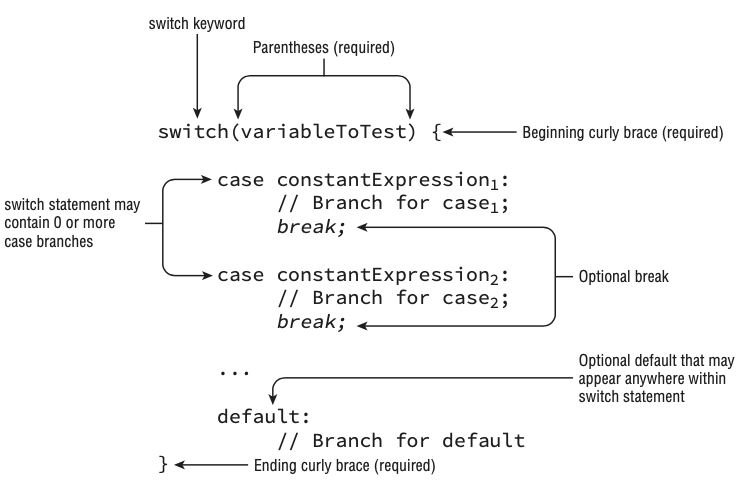 switch keyword
Parentheses (required)
switch(variableToTest) {
Beginning curly brace (required)
case constantExpression₁:
// Branch for case₁;
break;
switch statement may
contain 0 or more
case branches
case constantExpression₂:
// Branch for case₂;
break;
Optional break
...
Optional default that may
appear anywhere within
switch statement
default:
// Branch for default
}
Ending curly brace (required)